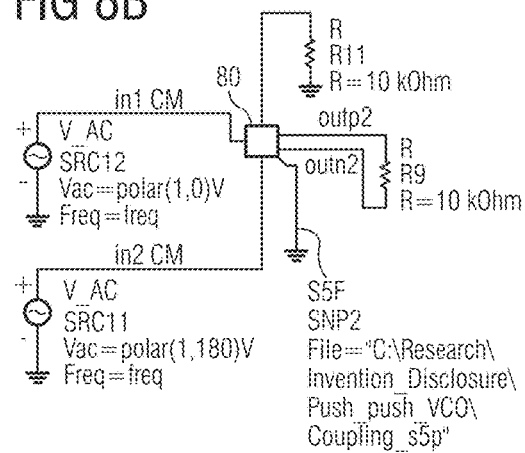 FIG 8B
R
R11
R=10 kOhm
80
in1 CM
outp2
+
V_AC
SRC12
Vac=polar(1,0)V
Freq=freq
-
outn2
R
R9
R=10 kOhm
in2 CM
+
V_AC
SRC11
Vac=polar(1,180)V
Freq=freq
-
S5F
SNP2
File="C:\Research\
Invention_Disclosure\
Push_push_VCO\
Coupling_s5p"